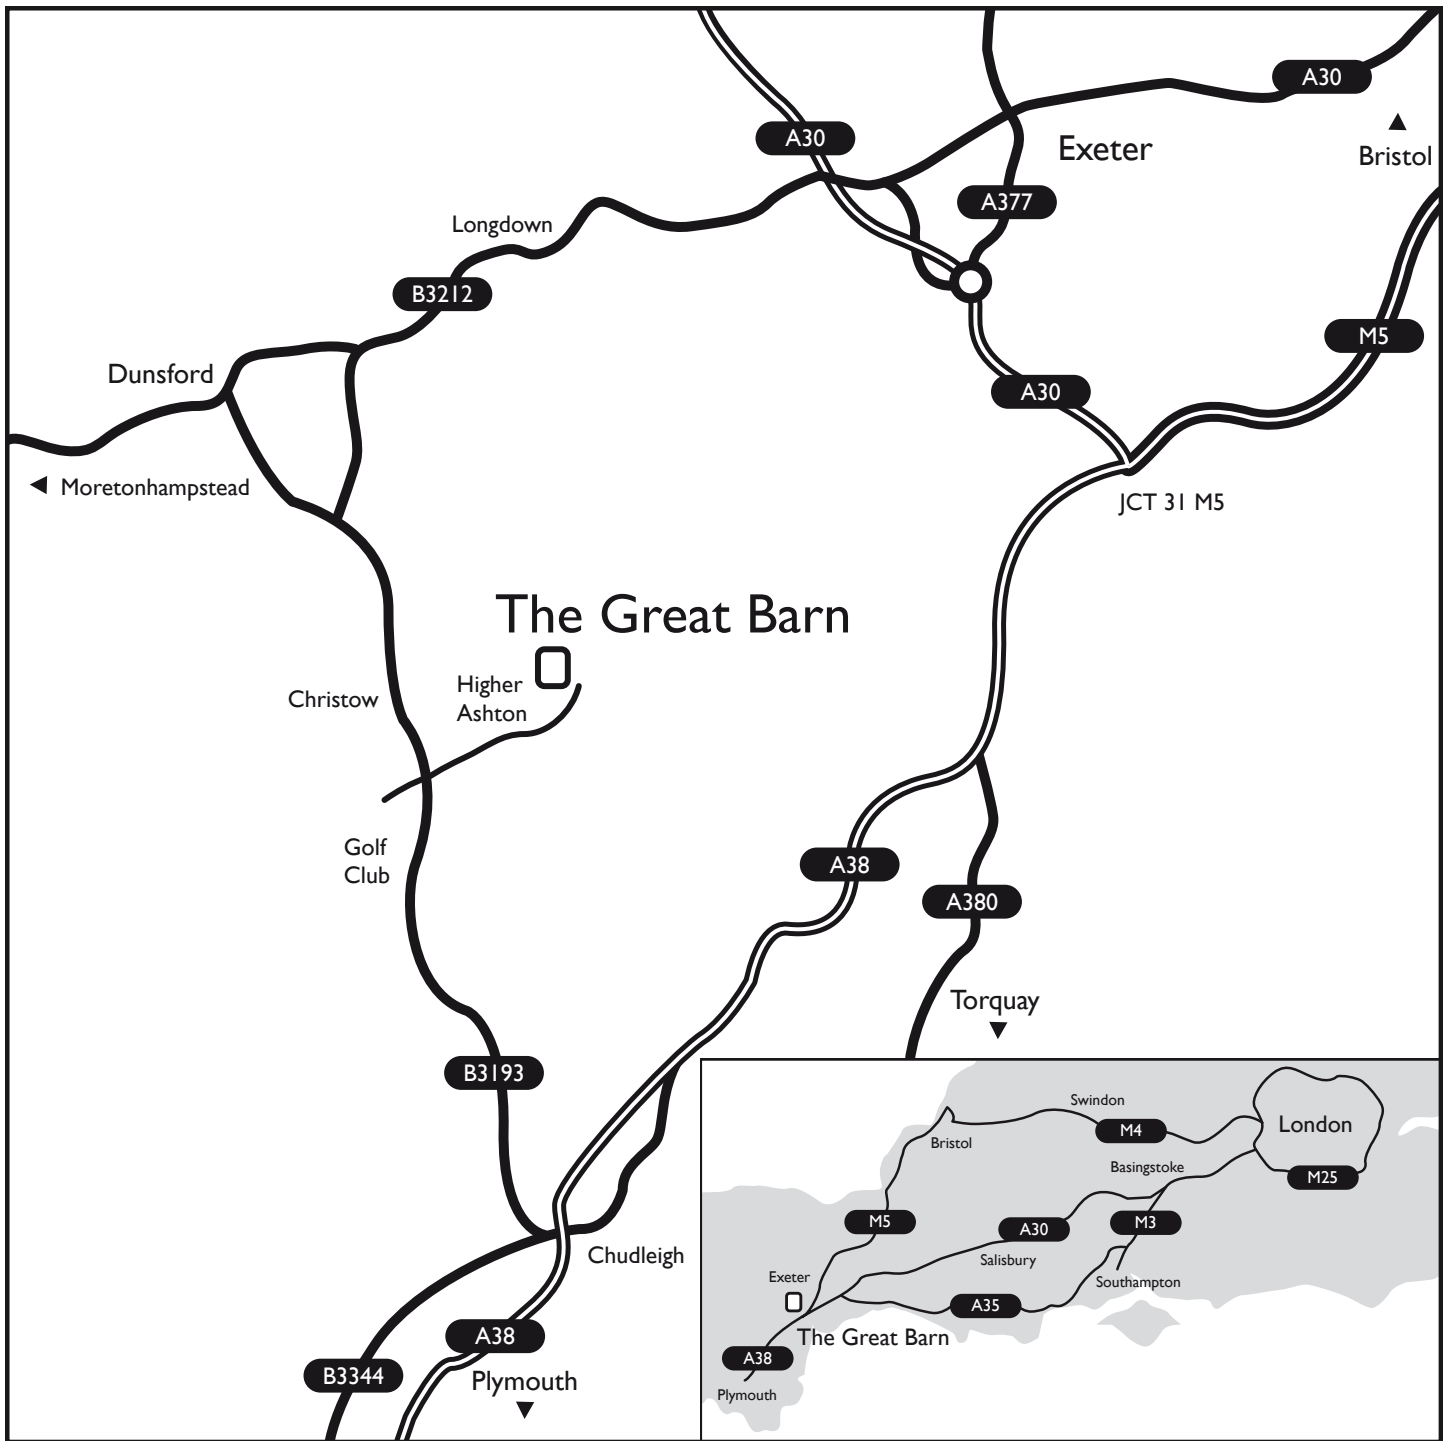 A30
A30
Exeter
Bristol
A377
Longdown
B3212
M5
Dunsford
A30
Moretonhampstead
JCT 31 M5
The Great Barn
Higher
Ashton
Christow
Golf
Club
A38
A380
Torquay
B3193
Chudleigh
A38
B3344
Plymouth
Swindon
London
M4
Bristol
Basingstoke
M25
M5
A30
M3
Salisbury
Exeter
Southampton
A35
The Great Barn
A38
Plymouth